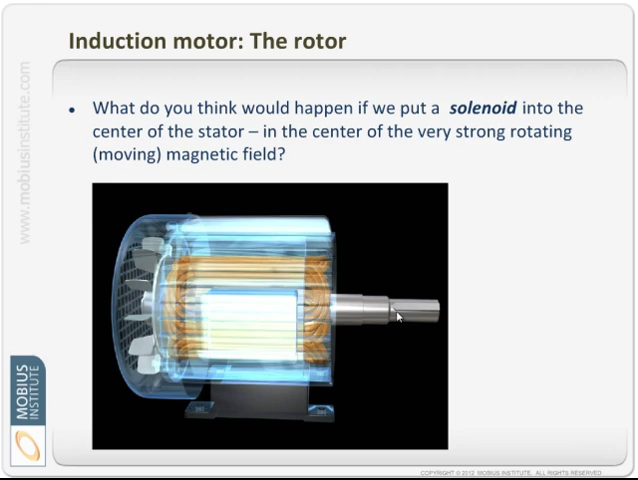 Induction motor: The rotor
• What do you think would happen if we put a solenoid into the
center of the stator – in the center of the very strong rotating
(moving) magnetic field?
www.mobiusinstitute.com
MOBIUS
INSTITUTE
COPYRIGHT © 2012 MOBIUS INSTITUTE. ALL RIGHTS RESERVED